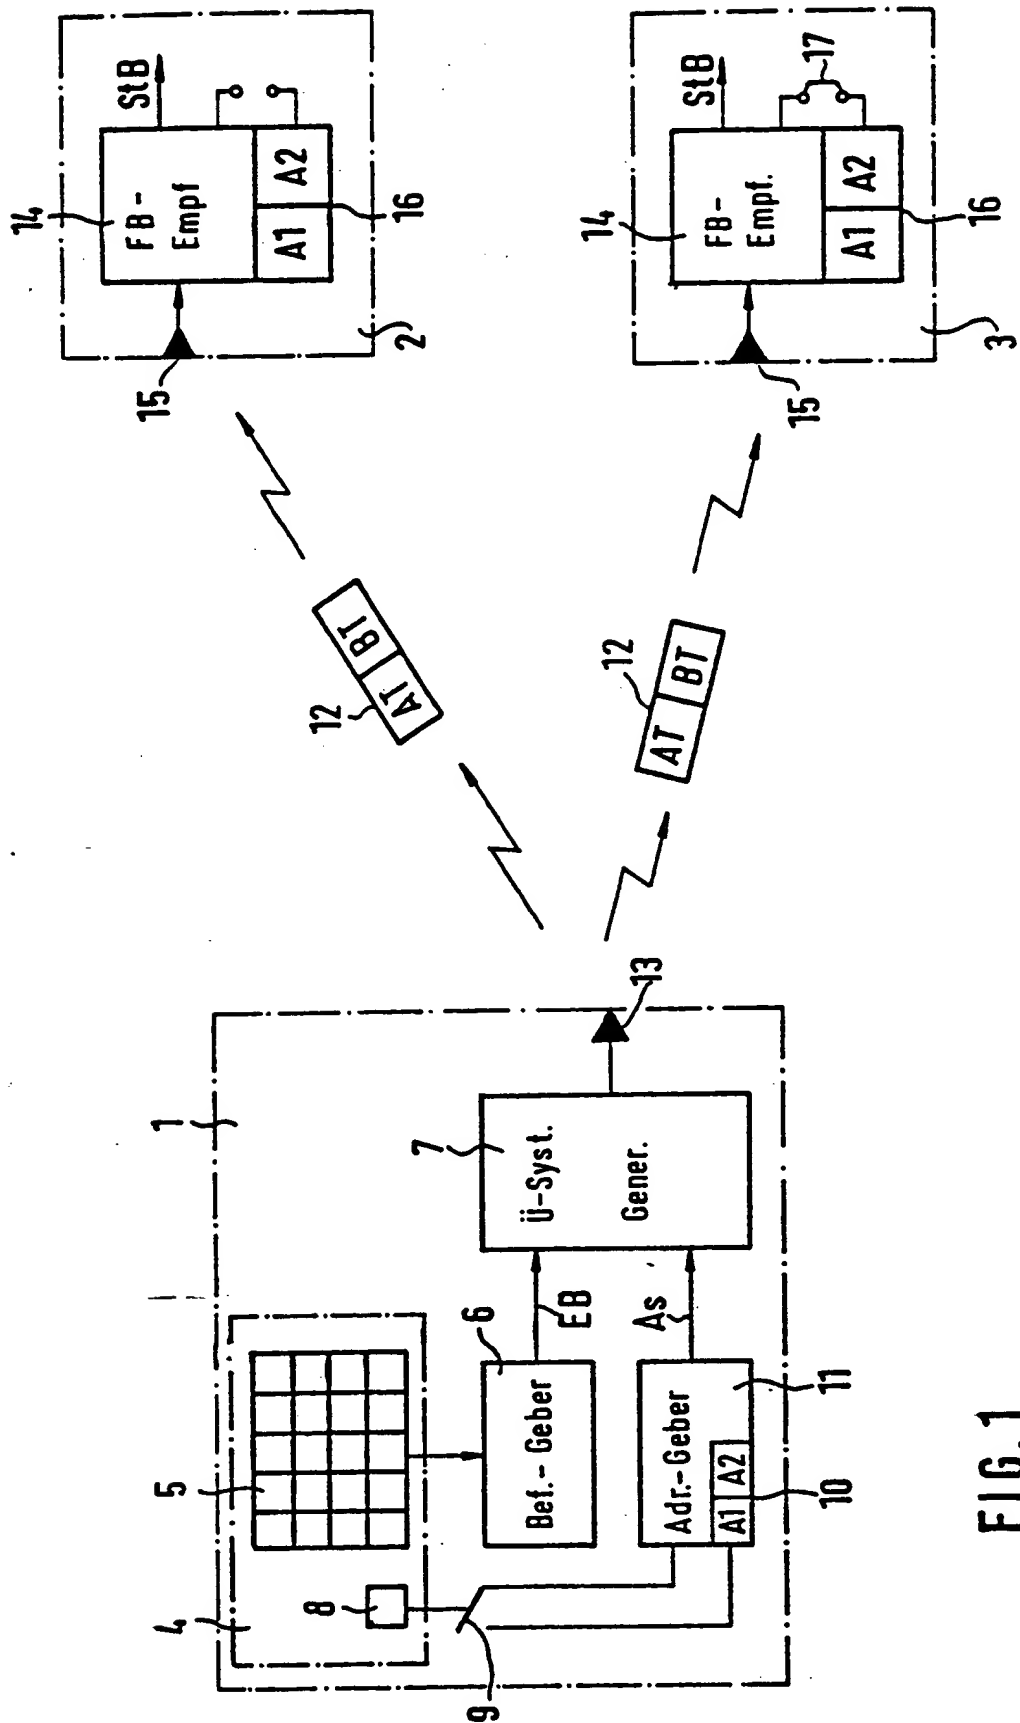 1
4
5
8
9
Bef.-Geber
6
EB
Adr.-Geber
A1 A2
10
11
As
7
Ü-Syst.
Gener.
13
12
AT BT
12
AT BT
15
14
FB-
Empf
A1 A2
16
StB
2
15
14
FB-
Empf.
A1 A2
16
StB
17
3
FIG.1